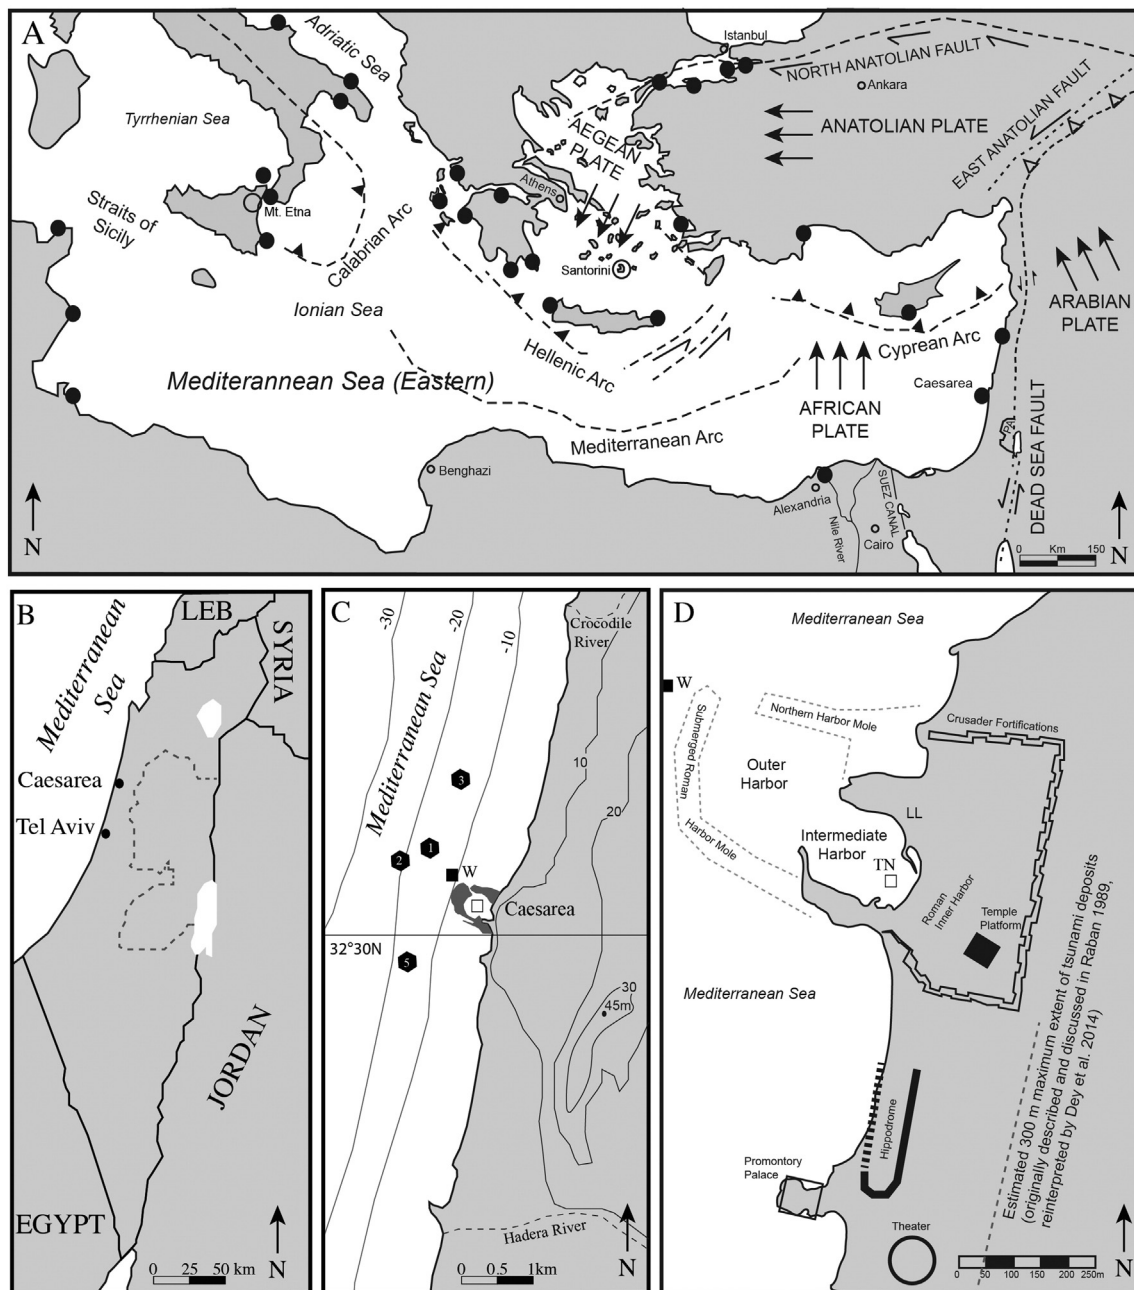 A
Adriatic Sea
Istanbul
NORTH ANATOLIAN FAULT
Ankara
EAST ANATOLIAN FAULT
Tyrrhenian Sea
AEGEAN
PLATE
ANATOLIAN PLATE
Athens
Mt. Etna
Straits of
Sicily
Calabrian Arc
Santorini
Ionian Sea
ARABIAN
PLATE
Hellenic Arc
Cyprean Arc
Mediterannean Sea (Eastern)
Caesarea
AFRICAN
PLATE
Mediterranean Arc
PA
DEAD SEA FAULT
Benghazi
Alexandria
SUEZ CANAL
Nile River
Cairo
N
0 Km 150
N
B
Mediterranean
Sea
LEB
SYRIA
Caesarea
Tel Aviv
JORDAN
EGYPT
0 25 50 km
N
C
-30
-20
-10
Crocodile
River
Mediterranean Sea
10
20
3
1
2
W
Caesarea
32°30N
5
30
45m
Hadera River
0 0.5 1km
N
D
Mediterranean Sea
W
Northern Harbor Mole
Crusader Fortifications
Submerged Roman
Harbor Mole
Outer
Harbor
LL
Intermediate
Harbor
TN
Roman
Inner Harbor
Temple
Platform
Mediterranean Sea
Estimated 300 m maximum extent of tsunami deposits
(originally described and discussed in Raban 1989,
reinterpreted by Dey et al. 2014)
Hippodrome
Promontory
Palace
Theater
0 50 100 150 200 250m
N